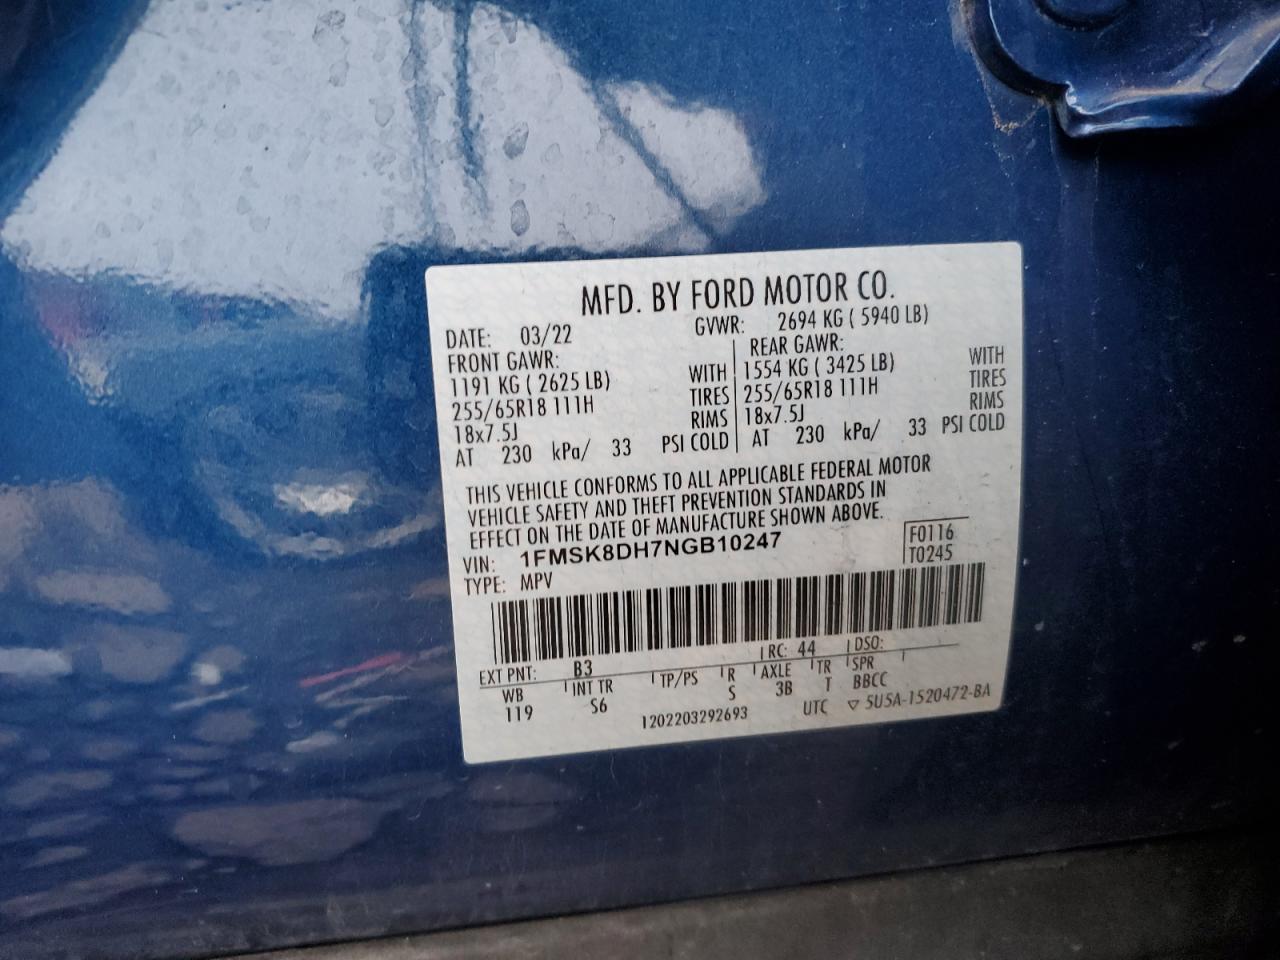 MFD. BY FORD MOTOR CO.
DATE: 03/22 GVWR: 2694 KG ( 5940 LB)
FRONT GAWR: REAR GAWR:
1191 KG ( 2625 LB) WITH 1554 KG ( 3425 LB) WITH
255/65R18 111H TIRES 255/65R18 111H TIRES
18x7.5J RIMS 18x7.5J RIMS
AT 230 kPa/ 33 PSI COLD AT 230 kPa/ 33 PSI COLD
THIS VEHICLE CONFORMS TO ALL APPLICABLE FEDERAL MOTOR
VEHICLE SAFETY AND THEFT PREVENTION STANDARDS IN
EFFECT ON THE DATE OF MANUFACTURE SHOWN ABOVE.
VIN: 1FMSK8DH7NGB10247 F0116
TYPE: MPV T0245
EXT PNT: B3 RC: 44 DSO:
WB INT TR TP/PS R AXLE TR SPR
119 S6 S 3B T BBCC
1202203292693 UTC ▽ 5U5A-1520472-BA